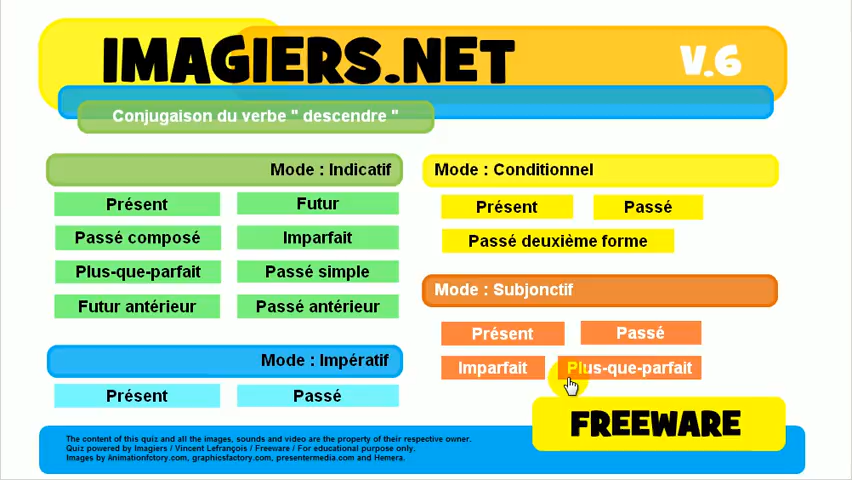 IMAGIERS.NET
V.6
Conjugaison du verbe " descendre "
Mode : Indicatif
Présent
Futur
Passé composé
Imparfait
Plus-que-parfait
Passé simple
Futur antérieur
Passé antérieur
Mode : Impératif
Présent
Passé
Mode : Conditionnel
Présent
Passé
Passé deuxième forme
Mode : Subjonctif
Présent
Passé
Imparfait
Plus-que-parfait
FREEWARE
The content of this quiz and all the images, sounds and video are the property of their respective owner.
Quiz powered by Imagiers / Vincent Lefrançois / Freeware / For educational purpose only.
Images by Animationfctory.com, graphicsfactory.com, presentermedia.com and Hemera.